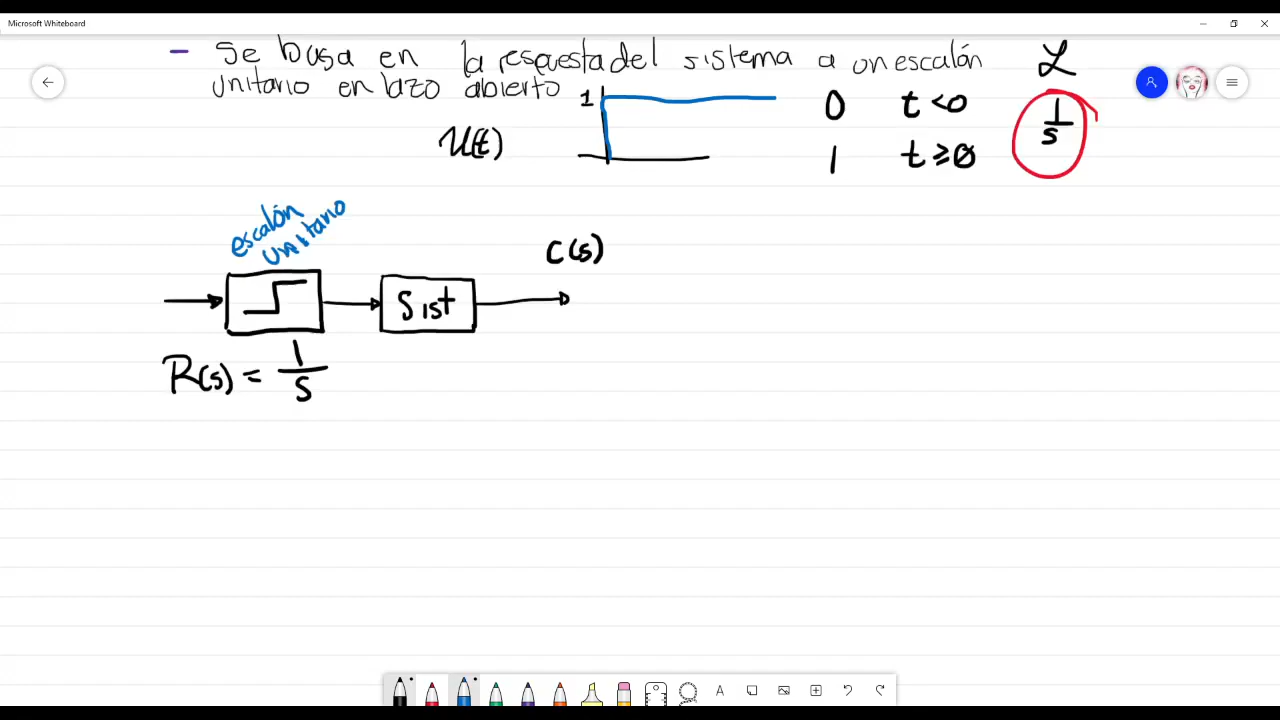 Microsoft Whiteboard
- Se basa en la respuesta del sistema a un escalón
unitario en lazo abierto
ℒ
1
0 t<0
1/s
U(t)
1 t≥0
escalón
unitario
C(s)
Sist
R(s) = 1/s
A